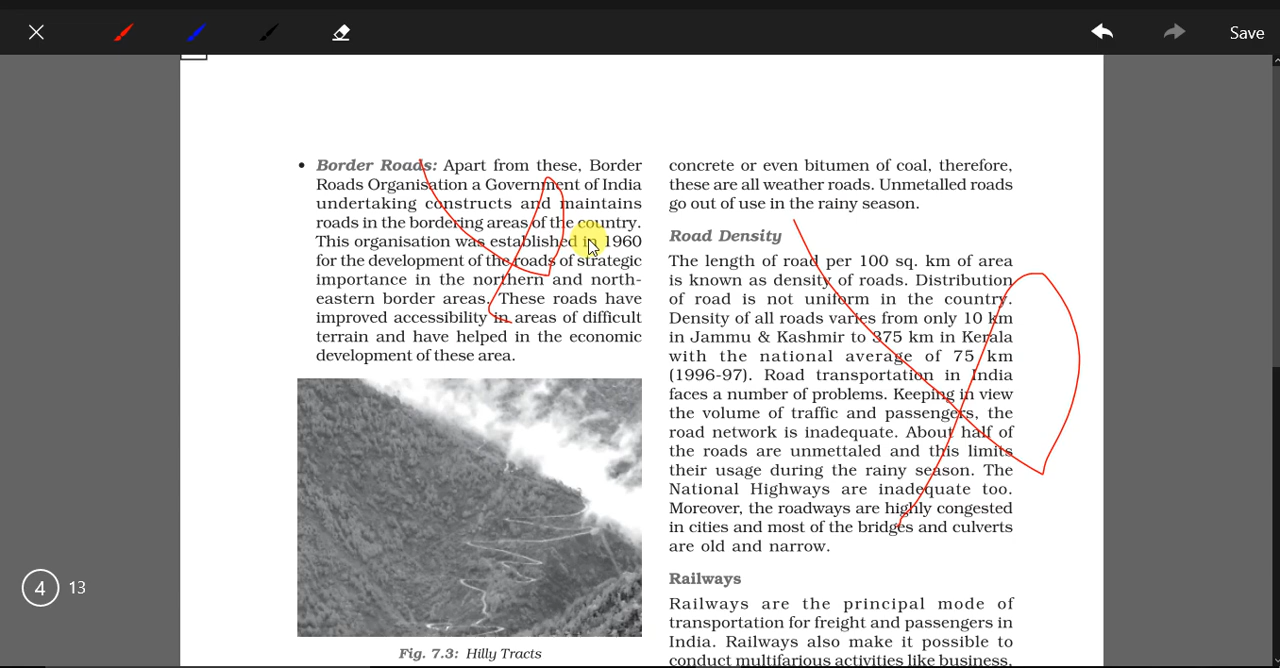 Save
• Border Roads: Apart from these, Border
Roads Organisation a Government of India
undertaking constructs and maintains
roads in the bordering areas of the country.
This organisation was established in 1960
for the development of the roads of strategic
importance in the northern and north-
eastern border areas. These roads have
improved accessibility in areas of difficult
terrain and have helped in the economic
development of these area.
Fig. 7.3: Hilly Tracts
concrete or even bitumen of coal, therefore,
these are all weather roads. Unmetalled roads
go out of use in the rainy season.
Road Density
The length of road per 100 sq. km of area
is known as density of roads. Distribution
of road is not uniform in the country.
Density of all roads varies from only 10 km
in Jammu & Kashmir to 375 km in Kerala
with the national average of 75 km
(1996-97). Road transportation in India
faces a number of problems. Keeping in view
the volume of traffic and passengers, the
road network is inadequate. About half of
the roads are unmettaled and this limits
their usage during the rainy season. The
National Highways are inadequate too.
Moreover, the roadways are highly congested
in cities and most of the bridges and culverts
are old and narrow.
Railways
Railways are the principal mode of
transportation for freight and passengers in
India. Railways also make it possible to
conduct multifarious activities like business,
4 13